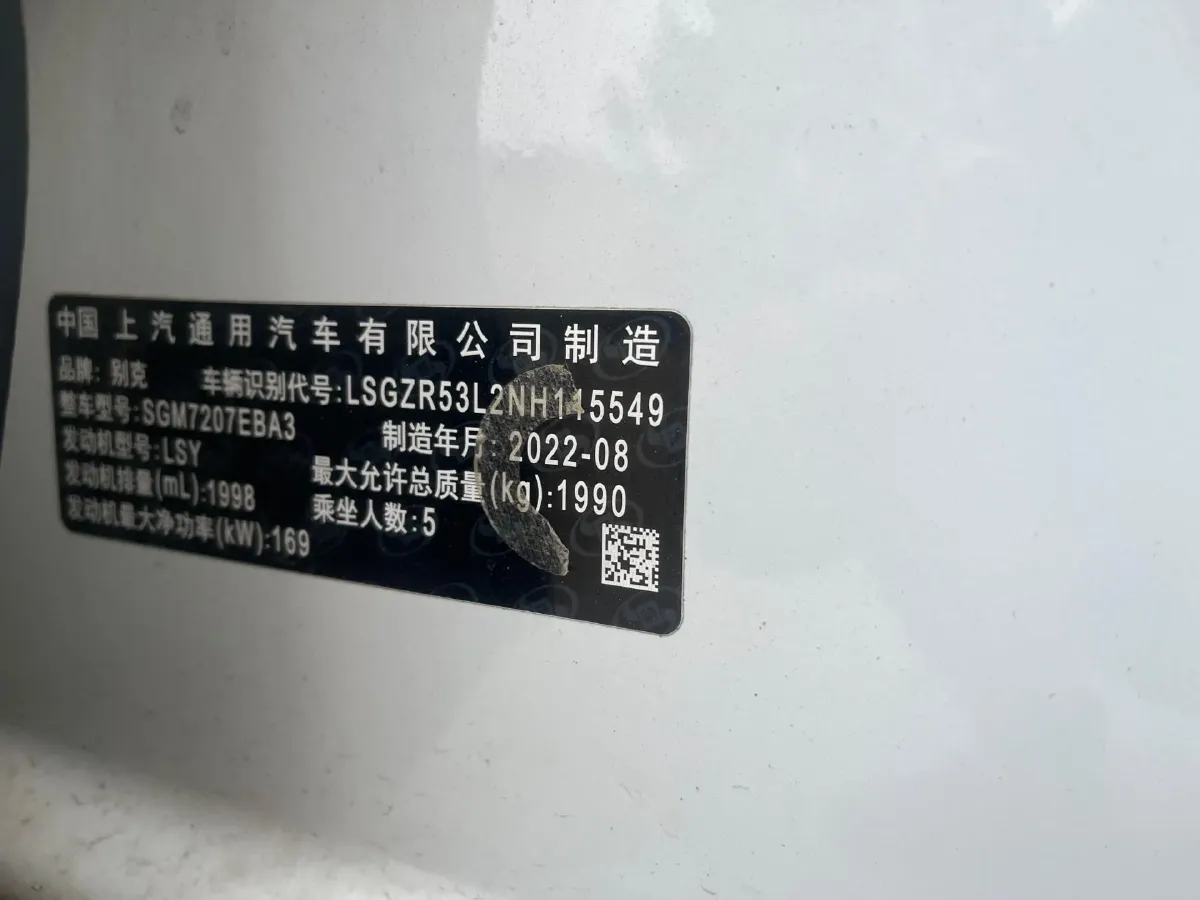 中国 上汽通用汽车有限公司制造
品牌: 别克 车辆识别代号:LSGZR53L2NH145549
整车型号:SGM7207EBA3 制造年月: 2022-08
发动机型号:LSY 最大允许总质量(kg):1990
发动机排量(mL):1998 乘坐人数:5
发动机最大净功率(kW):169